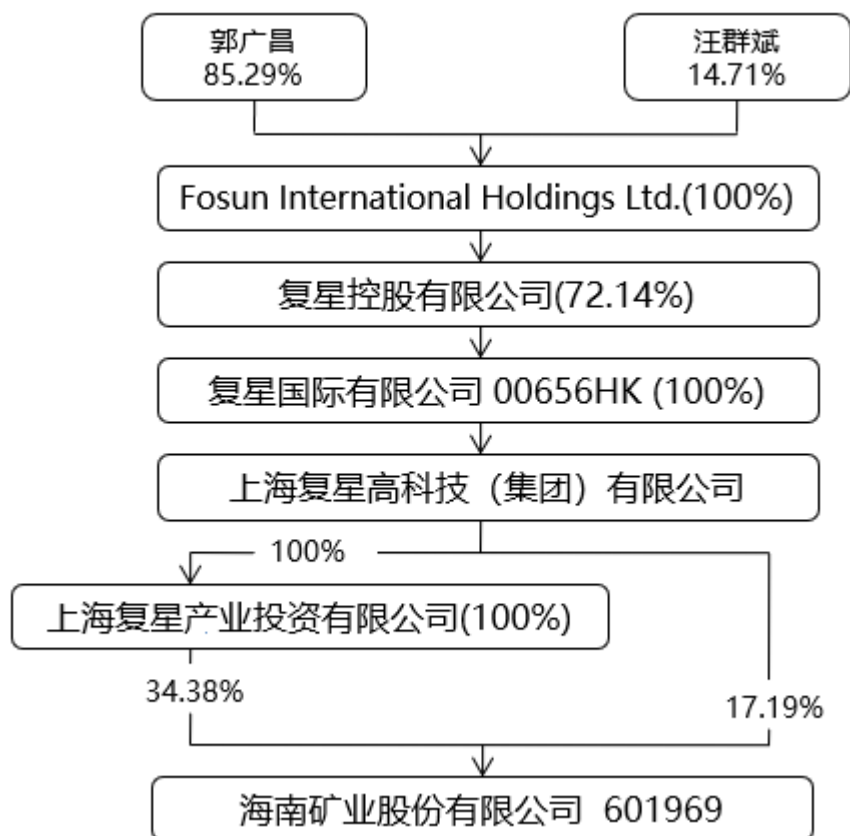 郭广昌
85.29%
汪群斌
14.71%
Fosun International Holdings Ltd.(100%)
复星控股有限公司(72.14%)
复星国际有限公司 00656HK (100%)
上海复星高科技（集团）有限公司
100%
上海复星产业投资有限公司(100%)
34.38%
17.19%
海南矿业股份有限公司 601969